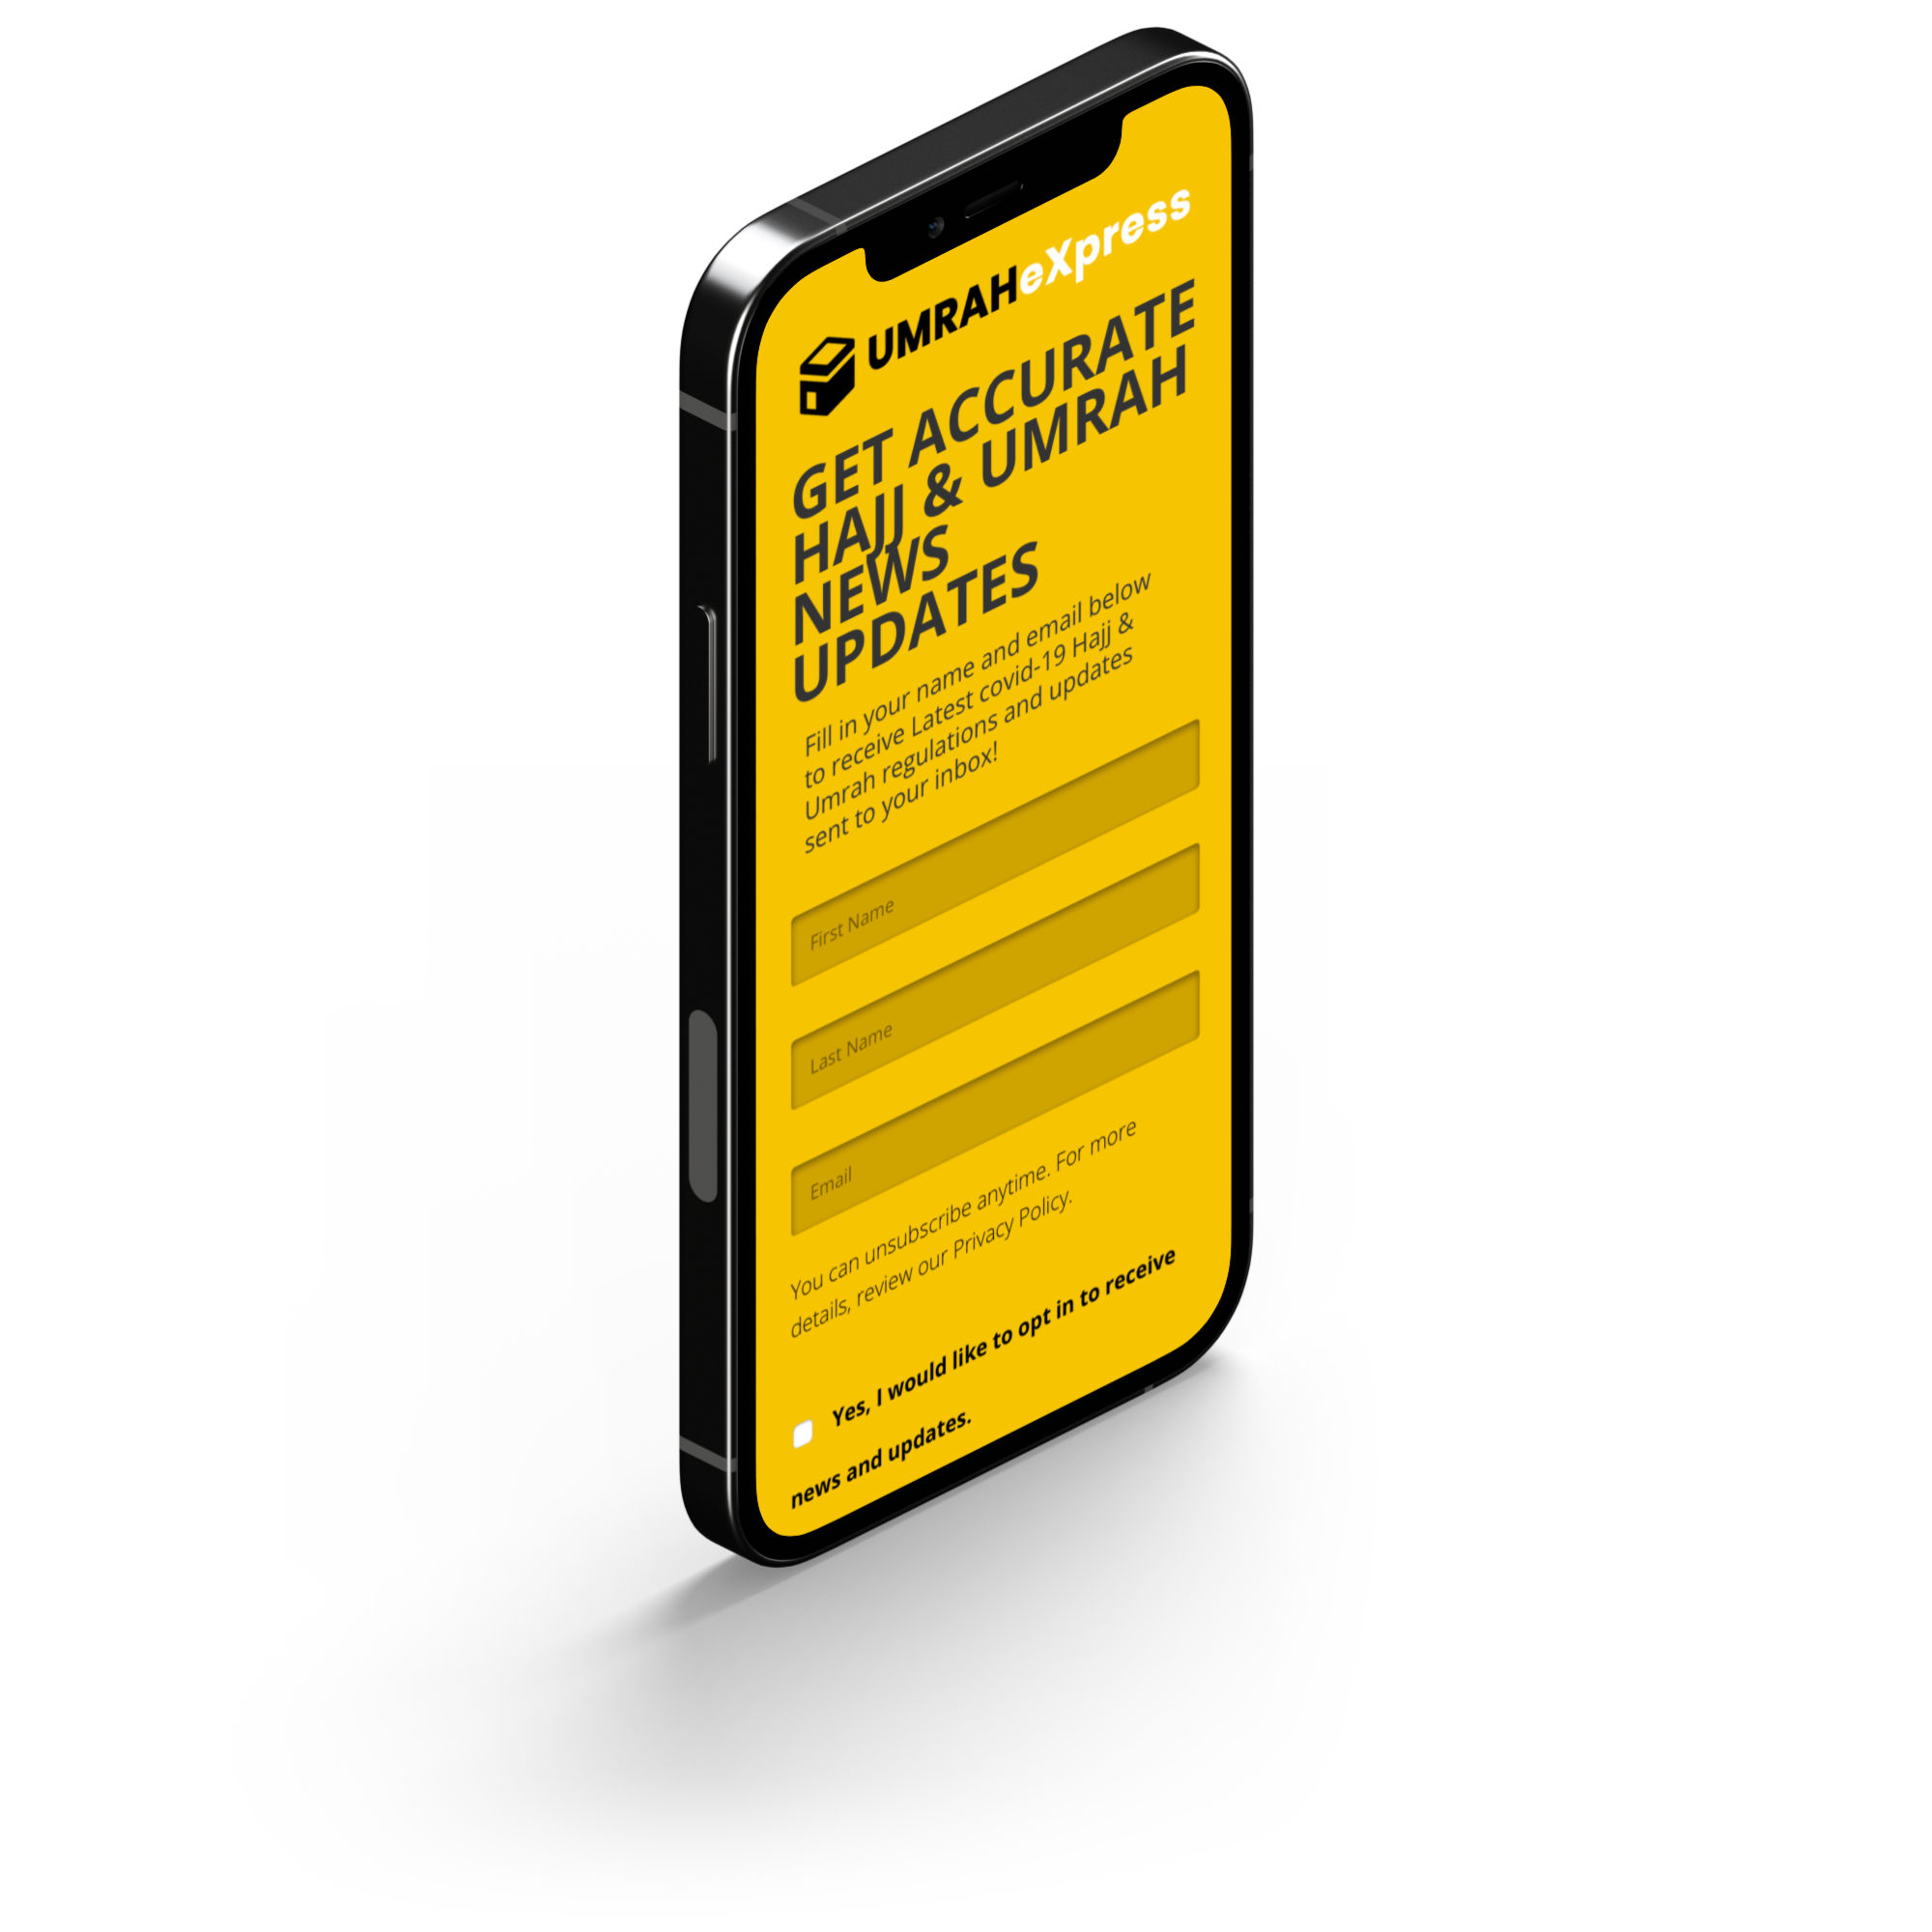 UMRAHeXpress
GET ACCURATE
HAJJ & UMRAH
NEWS
UPDATES
Fill in your name and email below
to receive Latest covid-19 Hajj &
Umrah regulations and updates
sent to your inbox!
First Name
Last Name
Email
You can unsubscribe anytime. For more
details, review our Privacy Policy.
Yes, I would like to opt in to receive
news and updates.